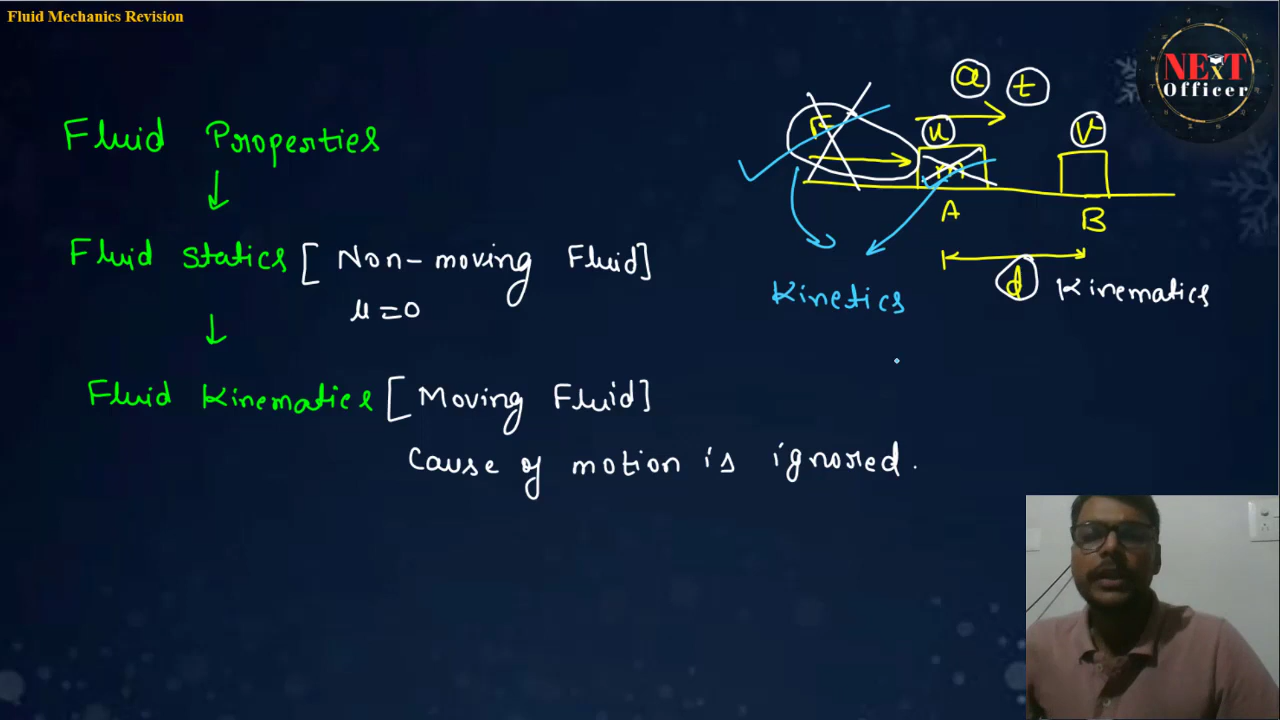 Fluid Mechanics Revision
NEXT
Officer
Fluid Properties
↓
Fluid Statics [Non-moving Fluid]
μ=0
↓
Fluid Kinematics [Moving Fluid]
Cause of motion is ignored.
a t
F u V
m
A B
d
Kinetics Kinematics